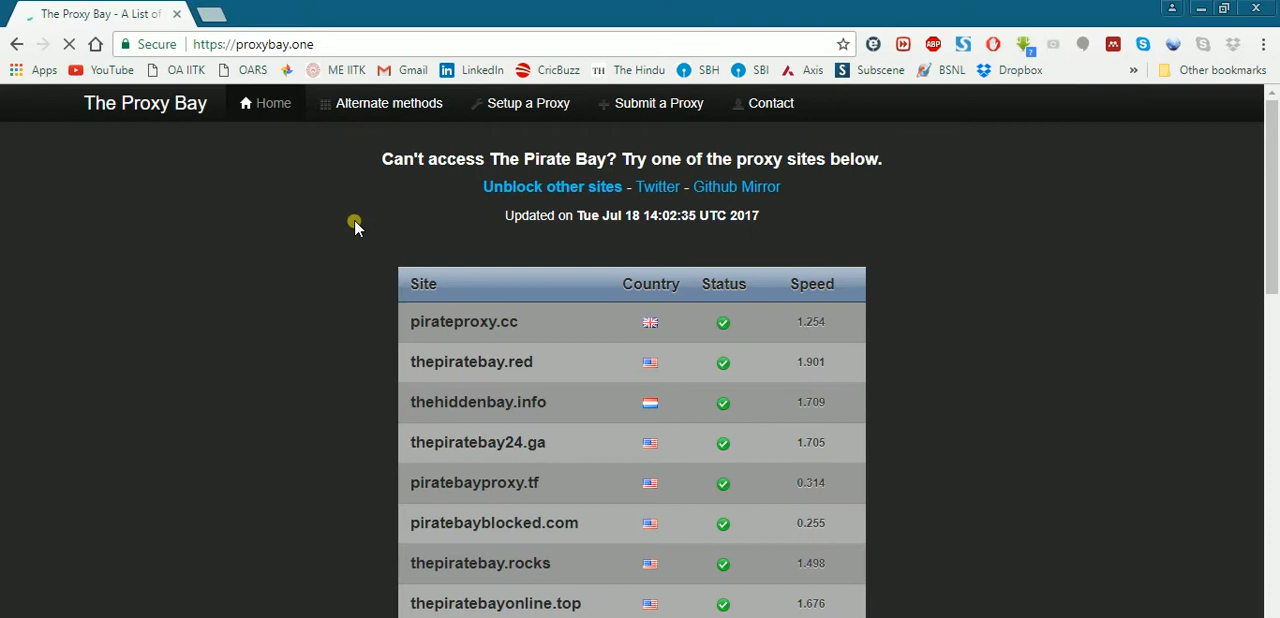 The Proxy Bay - A List of
Secure https://proxybay.one
ABP
?
Apps YouTube OA IITK OARS ME IITK Gmail LinkedIn CricBuzz TH The Hindu SBH SBI Axis S Subscene BSNL Dropbox » Other bookmarks
The Proxy Bay Home Alternate methods Setup a Proxy Submit a Proxy Contact
Can't access The Pirate Bay? Try one of the proxy sites below.
Unblock other sites - Twitter - Github Mirror
Updated on Tue Jul 18 14:02:35 UTC 2017
Site Country Status Speed
pirateproxy.cc 1.254
thepiratebay.red 1.901
thehiddenbay.info 1.709
thepiratebay24.ga 1.705
piratebayproxy.tf 0.314
piratebayblocked.com 0.255
thepiratebay.rocks 1.498
thepiratebayonline.top 1.676